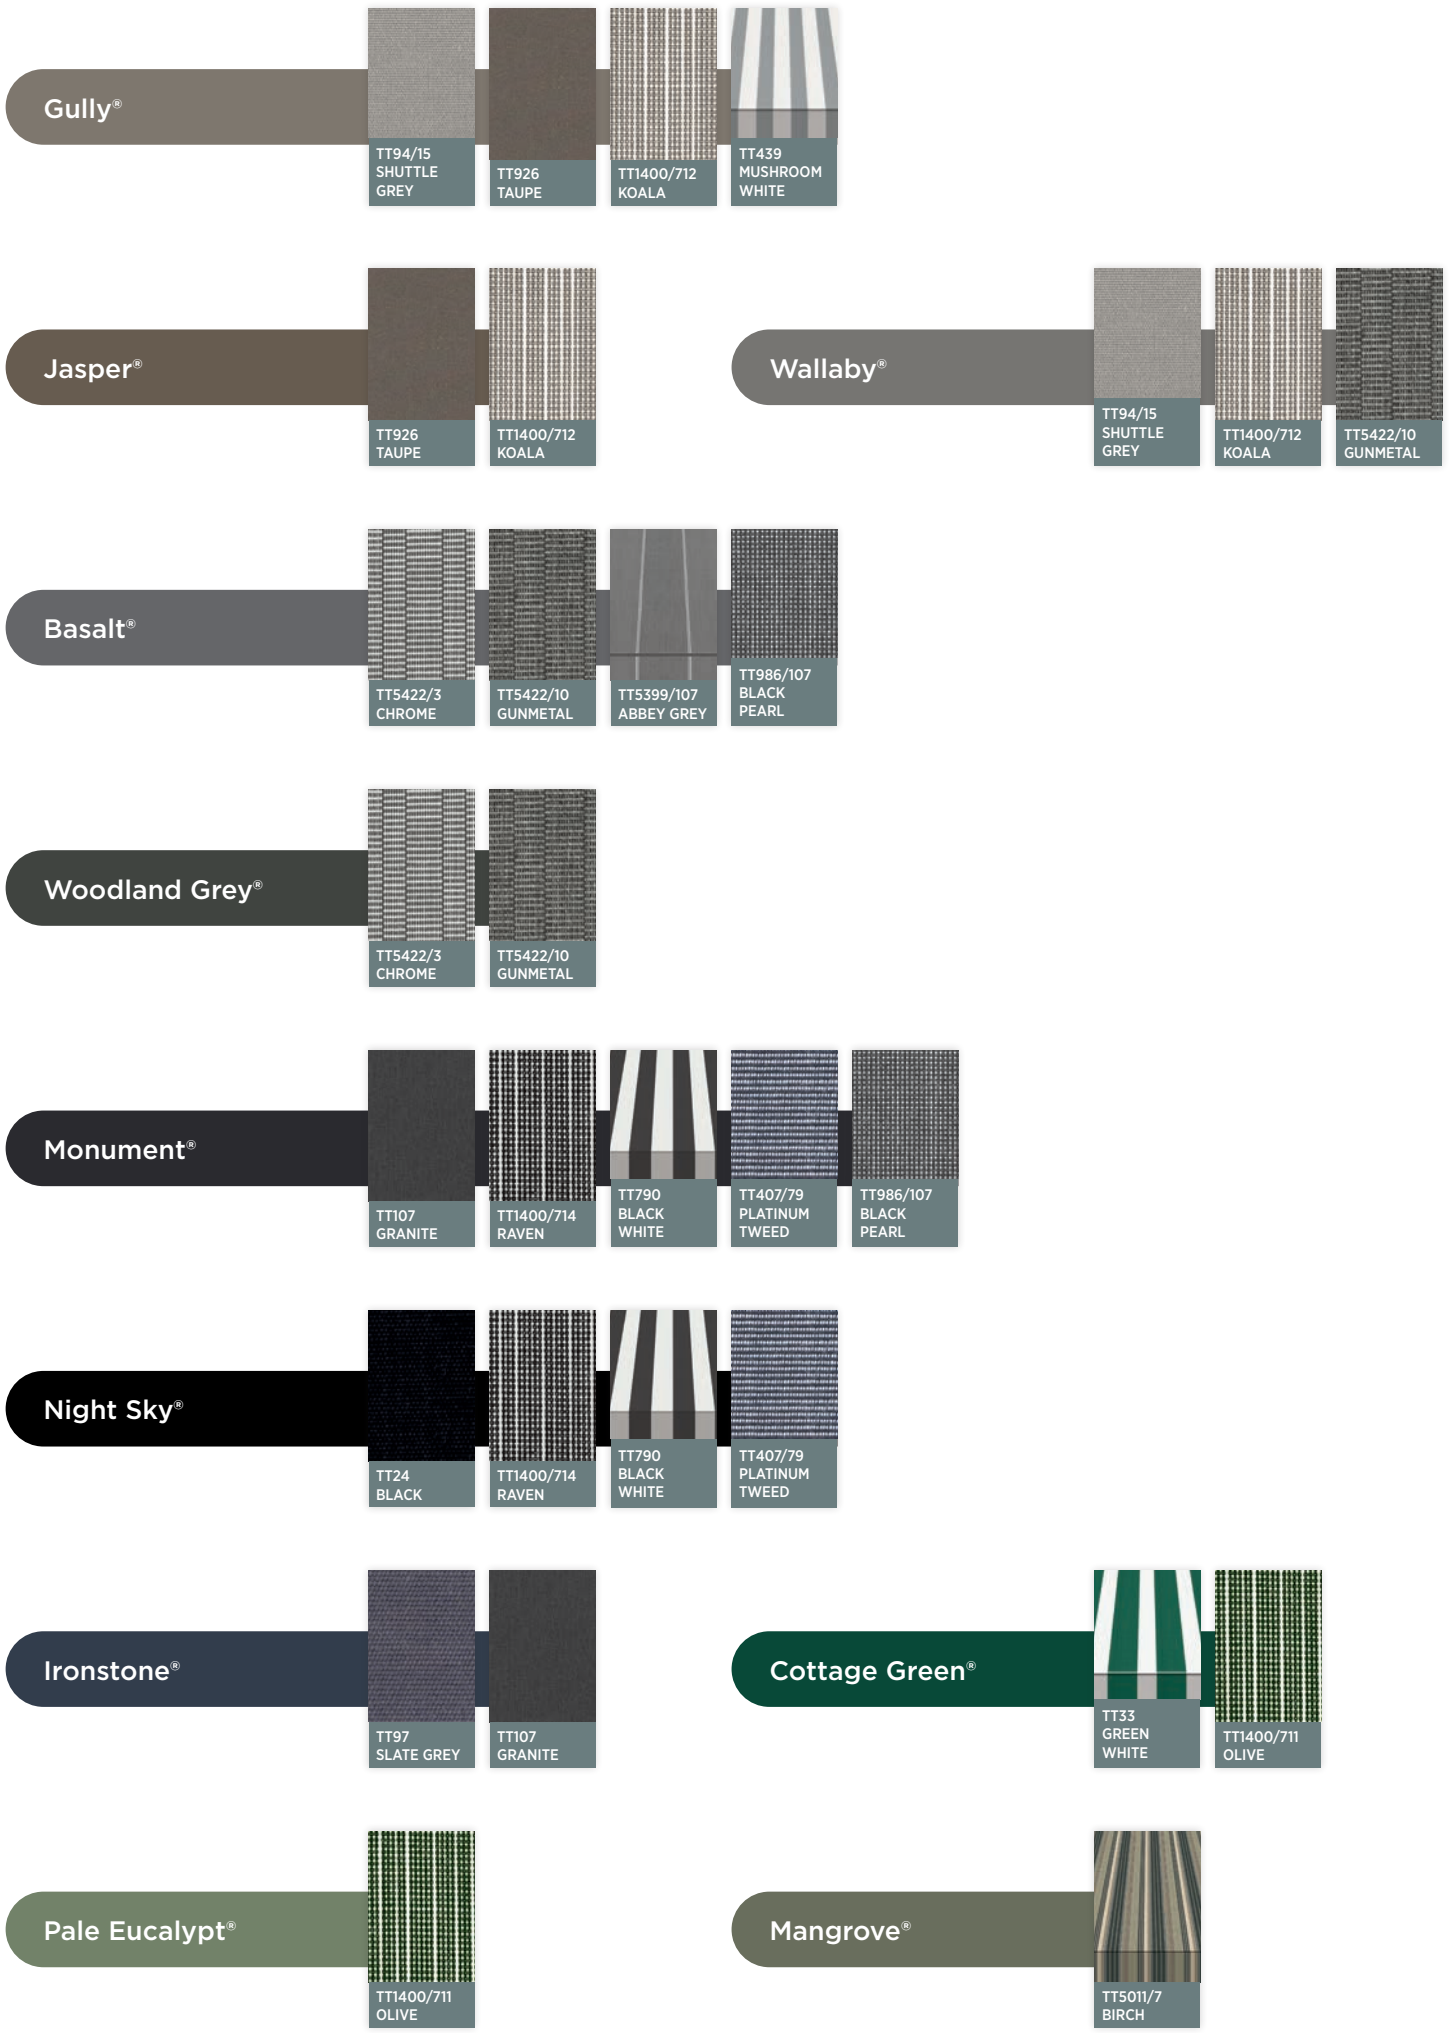 Gully®
TT94/15
SHUTTLE
GREY
TT926
TAUPE
TT1400/712
KOALA
TT439
MUSHROOM
WHITE
Jasper®
TT926
TAUPE
TT1400/712
KOALA
Wallaby®
TT94/15
SHUTTLE
GREY
TT1400/712
KOALA
TT5422/10
GUNMETAL
Basalt®
TT5422/3
CHROME
TT5422/10
GUNMETAL
TT5399/107
ABBEY GREY
TT986/107
BLACK
PEARL
Woodland Grey®
TT5422/3
CHROME
TT5422/10
GUNMETAL
Monument®
TT107
GRANITE
TT1400/714
RAVEN
TT790
BLACK
WHITE
TT407/79
PLATINUM
TWEED
TT986/107
BLACK
PEARL
Night Sky®
TT24
BLACK
TT1400/714
RAVEN
TT790
BLACK
WHITE
TT407/79
PLATINUM
TWEED
Ironstone®
TT97
SLATE GREY
TT107
GRANITE
Cottage Green®
TT33
GREEN
WHITE
TT1400/711
OLIVE
Pale Eucalypt®
TT1400/711
OLIVE
Mangrove®
TT5011/7
BIRCH